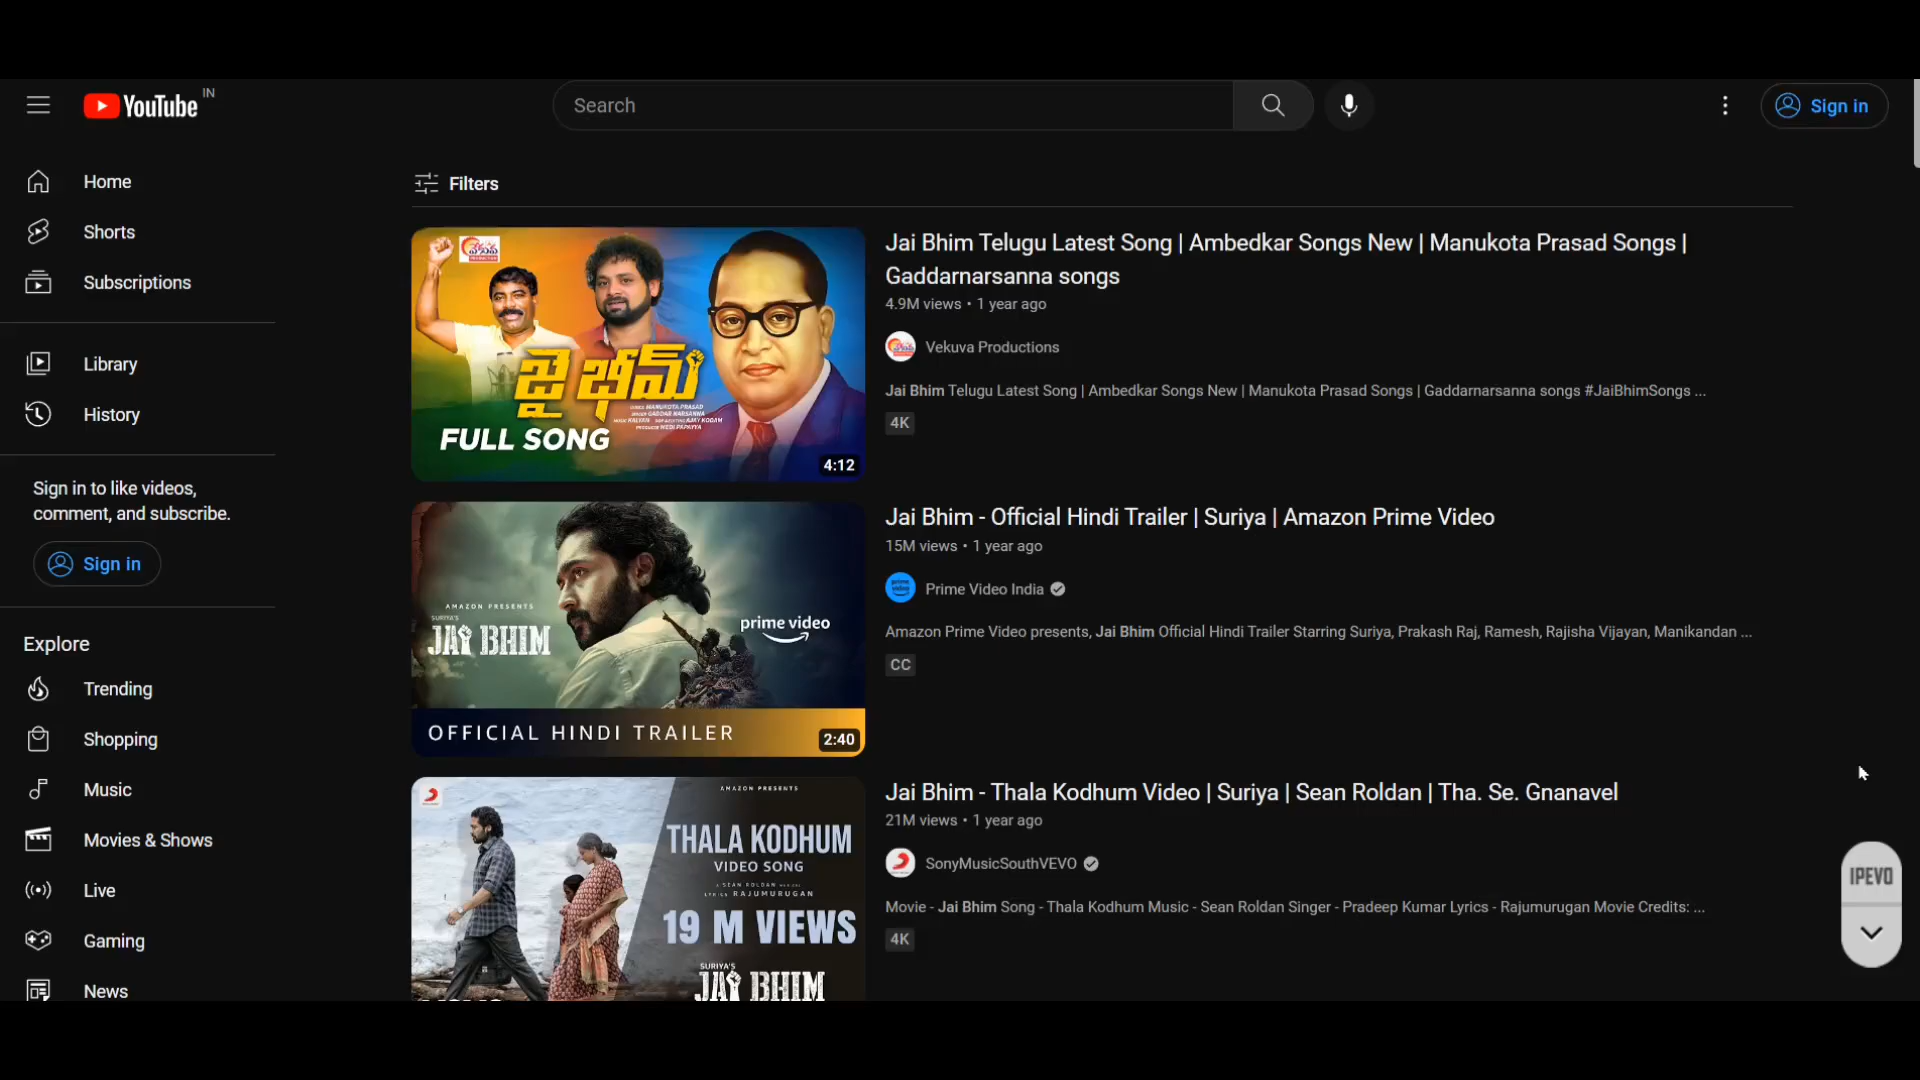 YouTube IN
Search
Sign in
Home
Shorts
Subscriptions
Library
History
Sign in to like videos,
comment, and subscribe.
Sign in
Explore
Trending
Shopping
Music
Movies & Shows
Live
Gaming
News
Filters
జై భీమ్
FULL SONG
4:12
Jai Bhim Telugu Latest Song | Ambedkar Songs New | Manukota Prasad Songs |
Gaddarnarsanna songs
4.9M views • 1 year ago
Vekuva Productions
Jai Bhim Telugu Latest Song | Ambedkar Songs New | Manukota Prasad Songs | Gaddarnarsanna songs #JaiBhimSongs ...
4K
AMAZON PRESENTS
SURIYA'S
JAI BHIM
prime video
OFFICIAL HINDI TRAILER
2:40
Jai Bhim - Official Hindi Trailer | Suriya | Amazon Prime Video
15M views • 1 year ago
Prime Video India
Amazon Prime Video presents, Jai Bhim Official Hindi Trailer Starring Suriya, Prakash Raj, Ramesh, Rajisha Vijayan, Manikandan ...
CC
AMAZON PRESENTS
THALA KODHUM
VIDEO SONG
19 M VIEWS
SURIYA'S
JAI BHIM
Jai Bhim - Thala Kodhum Video | Suriya | Sean Roldan | Tha. Se. Gnanavel
21M views • 1 year ago
SonyMusicSouthVEVO
Movie - Jai Bhim Song - Thala Kodhum Music - Sean Roldan Singer - Pradeep Kumar Lyrics - Rajumurugan Movie Credits: ...
4K
IPEVO